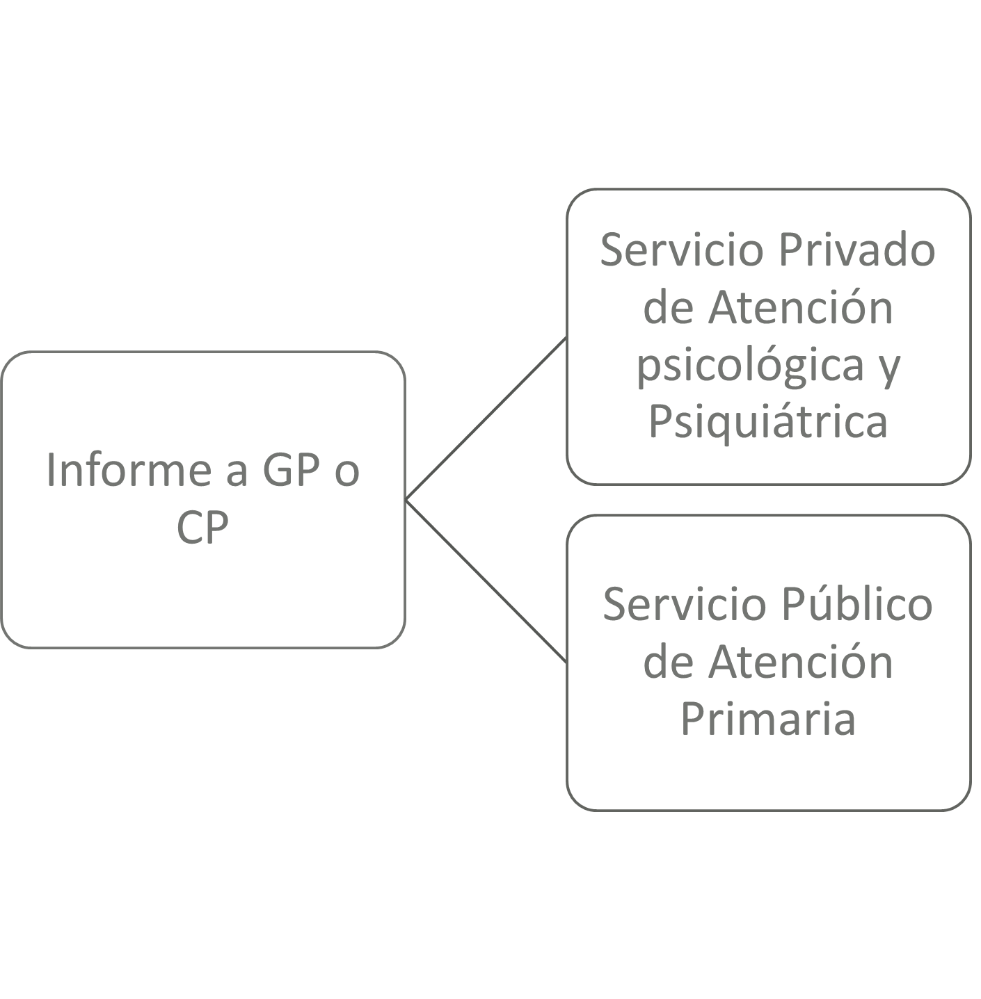 Informe a GP o
CP
Servicio Privado
de Atención
psicológica y
Psiquiátrica
Servicio Público
de Atención
Primaria